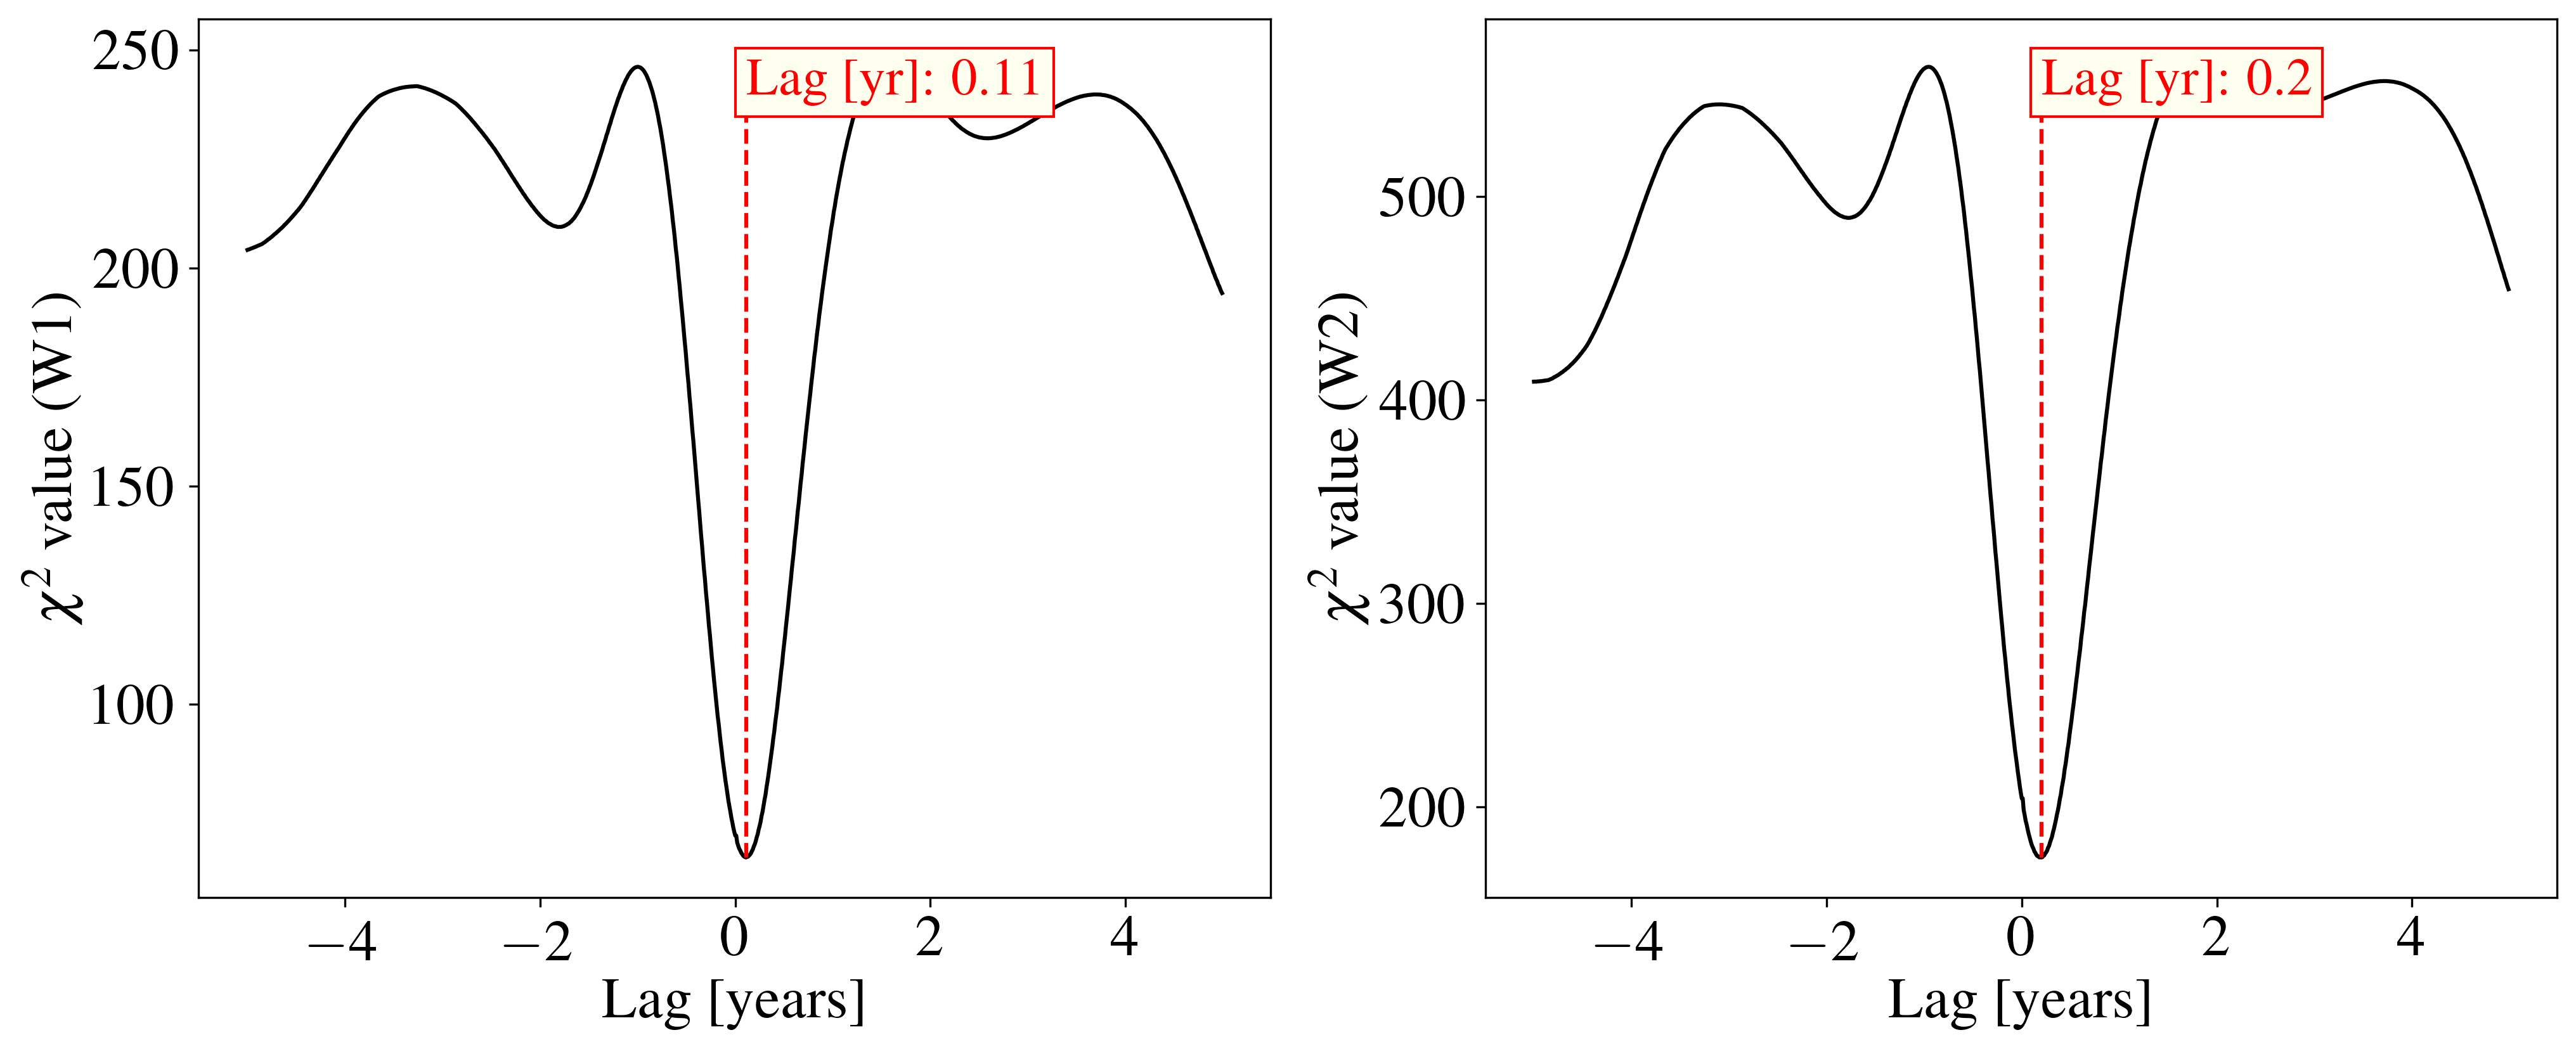 250
200
150
100
χ² value (W1)
Lag [yr]: 0.11
−4 −2 0 2 4
Lag [years]
500
400
300
200
χ² value (W2)
Lag [yr]: 0.2
−4 −2 0 2 4
Lag [years]